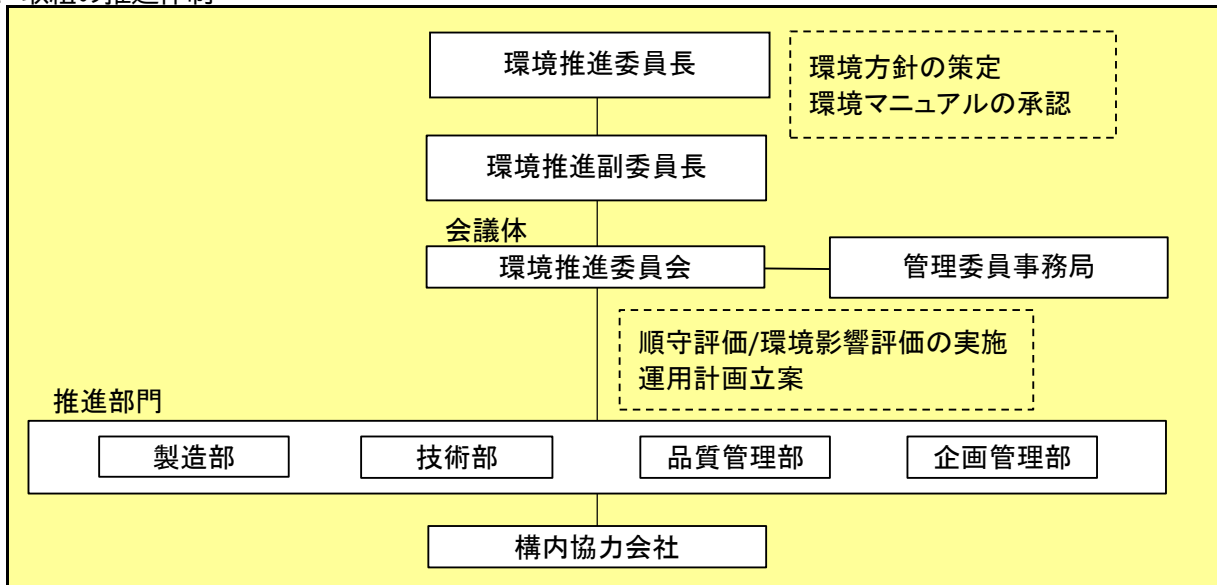 環境推進委員長
環境方針の策定
環境マニュアルの承認
環境推進副委員長
会議体
環境推進委員会
管理委員事務局
順守評価/環境影響評価の実施
運用計画立案
推進部門
製造部
技術部
品質管理部
企画管理部
構内協力会社